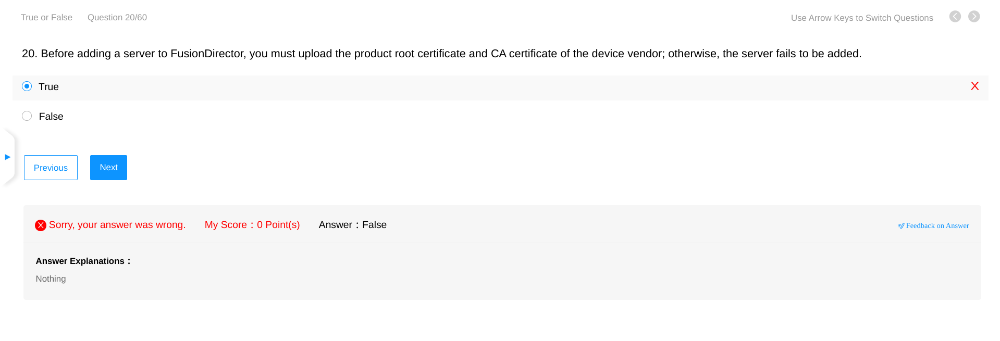 True or False Question 20/60 Use Arrow Keys to Switch Questions
20. Before adding a server to FusionDirector, you must upload the product root certificate and CA certificate of the device vendor; otherwise, the server fails to be added.
True
False
Previous Next
Sorry, your answer was wrong. My Score：0 Point(s) Answer：False Feedback on Answer
Answer Explanations：
Nothing